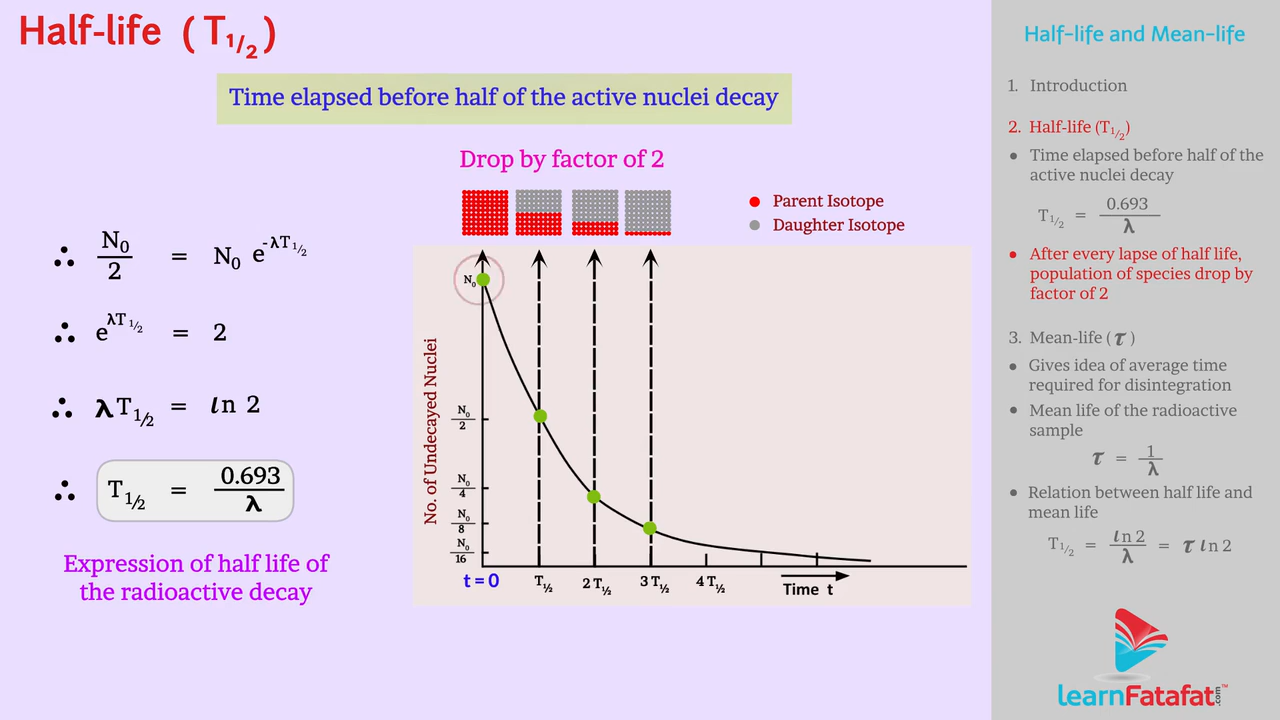 Half-life (T1/2)
Time elapsed before half of the active nuclei decay
Drop by factor of 2
Parent Isotope
Daughter Isotope
∴ N0/2 = N0 e^-λT1/2
∴ e^λT1/2 = 2
∴ λT1/2 = ln 2
∴ T1/2 = 0.693/λ
Expression of half life of
the radioactive decay
No. of Undecayed Nuclei
N0
N0/2
N0/4
N0/8
N0/16
t = 0 T½ 2 T½ 3 T½ 4 T½
Time t
Half-life and Mean-life
1. Introduction
2. Half-life (T1/2)
• Time elapsed before half of the
active nuclei decay
T1/2 = 0.693/λ
• After every lapse of half life,
population of species drop by
factor of 2
3. Mean-life (τ)
• Gives idea of average time
required for disintegration
• Mean life of the radioactive
sample
τ = 1/λ
• Relation between half life and
mean life
T1/2 = ln 2/λ = τ ln 2
learnFatafat.com™